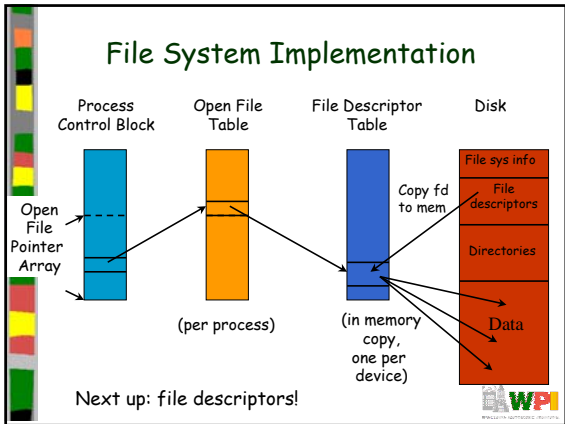 File System Implementation
Process
Control Block
Open File
Table
File Descriptor
Table
Disk
Open
File
Pointer
Array
(per process)
(in memory
copy,
one per
device)
Copy fd
to mem
File sys info
File
descriptors
Directories
Data
Next up: file descriptors!
WPI